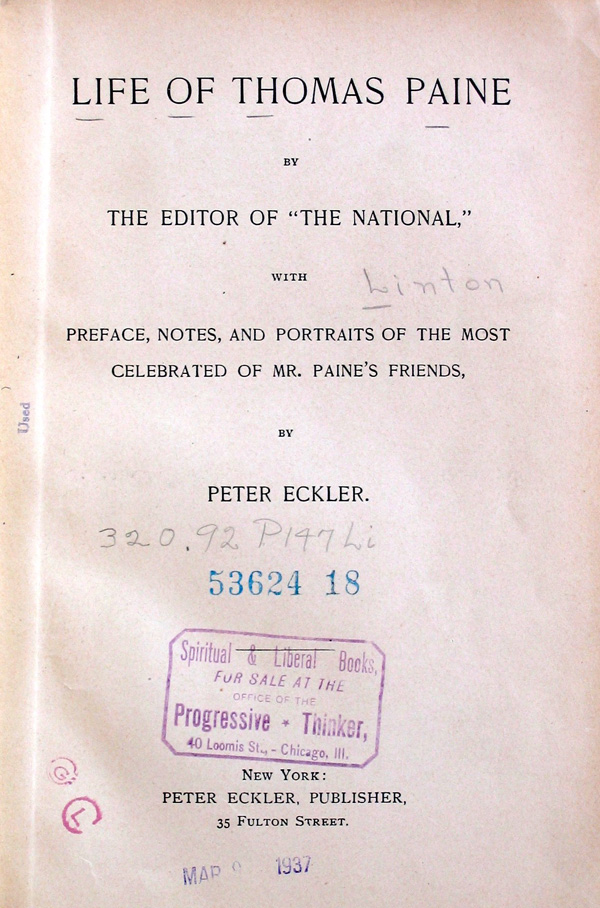 LIFE OF THOMAS PAINE
BY
THE EDITOR OF “THE NATIONAL,”
WITH
Linton
PREFACE, NOTES, AND PORTRAITS OF THE MOST
CELEBRATED OF MR. PAINE’S FRIENDS,
Used
BY
PETER ECKLER.
320.92 P147Li
53624 18
Spiritual & Liberal Books,
FOR SALE AT THE
OFFICE OF THE
Progressive * Thinker,
40 Loomis St., - Chicago, Ill.
G
L
NEW YORK:
PETER ECKLER, PUBLISHER,
35 FULTON STREET.
MAR 1937